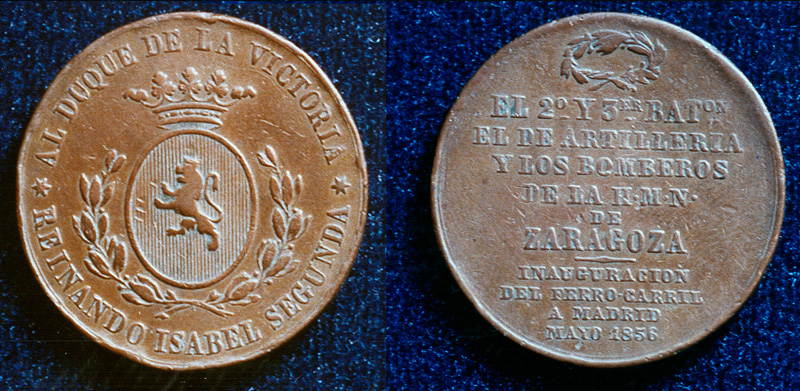 AL DUQUE DE LA VICTORIA
REINANDO ISABEL SEGUNDA
EL 2º Y 3ER BATON
EL DE ARTILLERIA
Y LOS BOMBEROS
DE LA H·M·N·
DE
ZARAGOZA
INAUGURACION
DEL FERRO-CARRIL
A MADRID
MAYO 1856